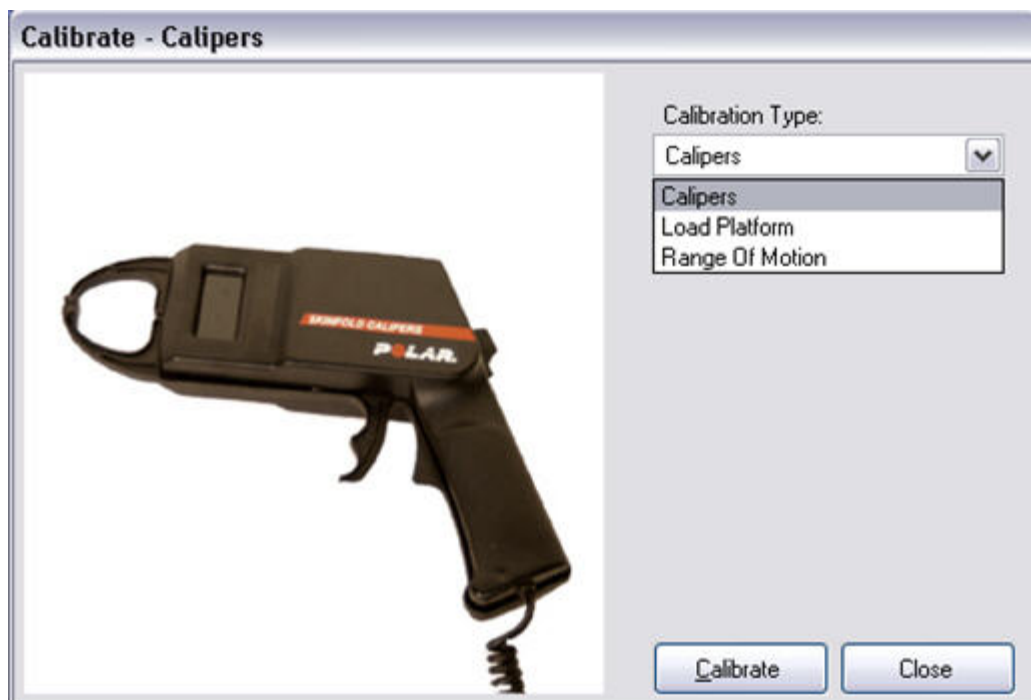 Calibrate - Calipers
Calibration Type:
Calipers
Calipers
Load Platform
Range Of Motion
SKINFOLD CALIPERS
POLAR.
Calibrate
Close